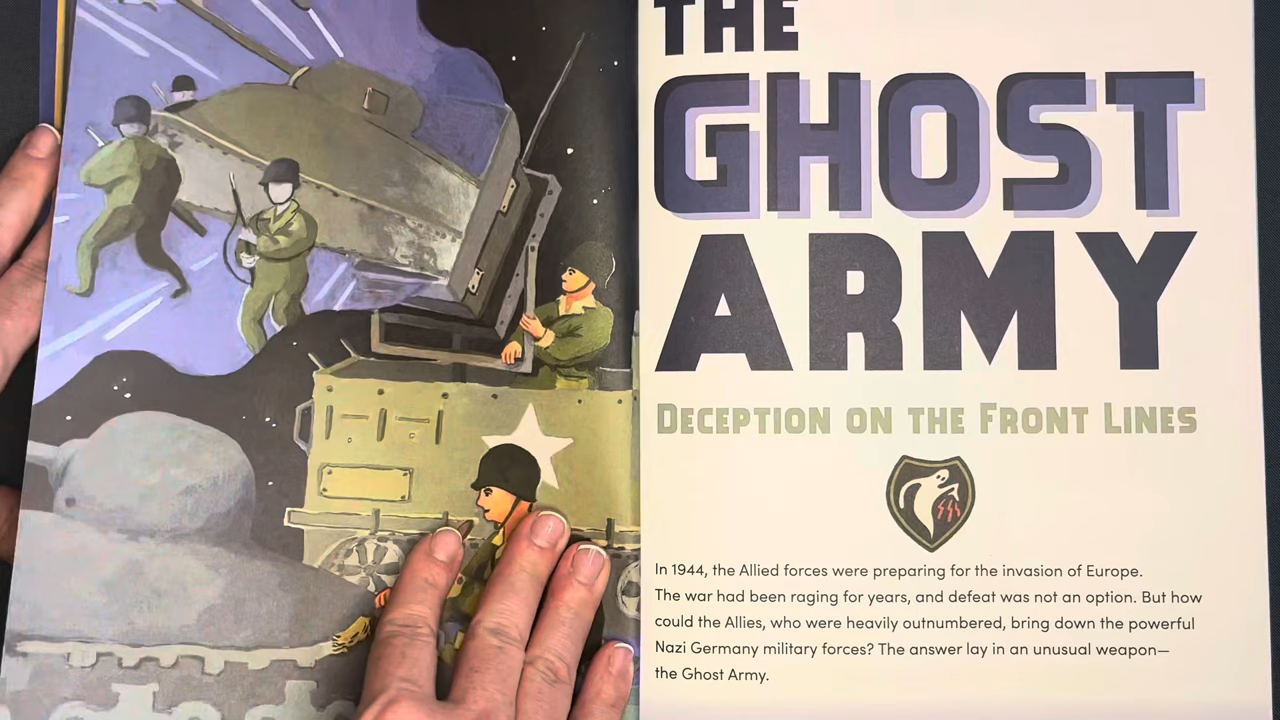 THE
GHOST
ARMY
DECEPTION ON THE FRONT LINES
In 1944, the Allied forces were preparing for the invasion of Europe.
The war had been raging for years, and defeat was not an option. But how
could the Allies, who were heavily outnumbered, bring down the powerful
Nazi Germany military forces? The answer lay in an unusual weapon—
the Ghost Army.